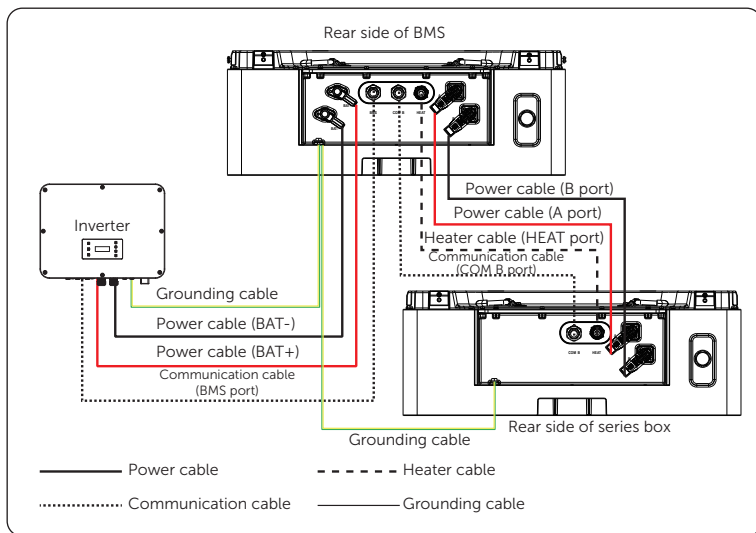 Rear side of BMS
COM B
HEAT
Power cable (B port)
Power cable (A port)
Heater cable (HEAT port)
Communication cable
(COM B port)
Inverter
Grounding cable
Power cable (BAT-)
Power cable (BAT+)
Communication cable
(BMS port)
COM B
HEAT
Grounding cable
Rear side of series box
Power cable
Heater cable
Communication cable
Grounding cable